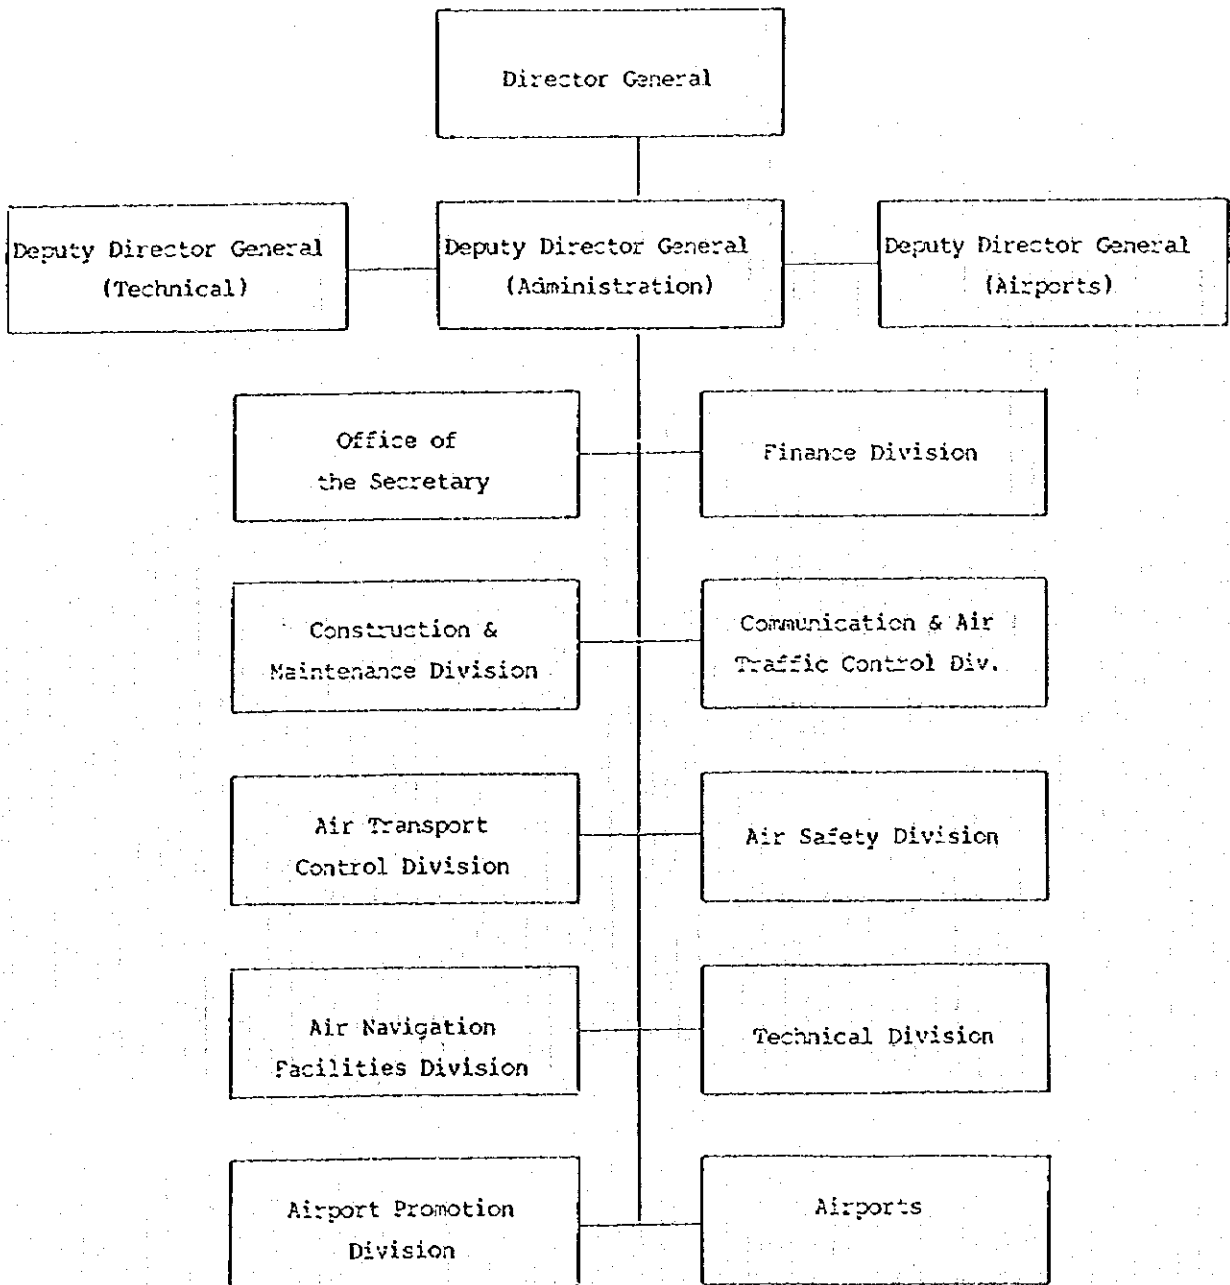 Director General
Deputy Director General
(Technical)
Deputy Director General
(Administration)
Deputy Director General
(Airports)
Office of
the Secretary
Finance Division
Construction &
Maintenance Division
Communication & Air
Traffic Control Div.
Air Transport
Control Division
Air Safety Division
Air Navigation
Facilities Division
Technical Division
Airport Promotion
Division
Airports